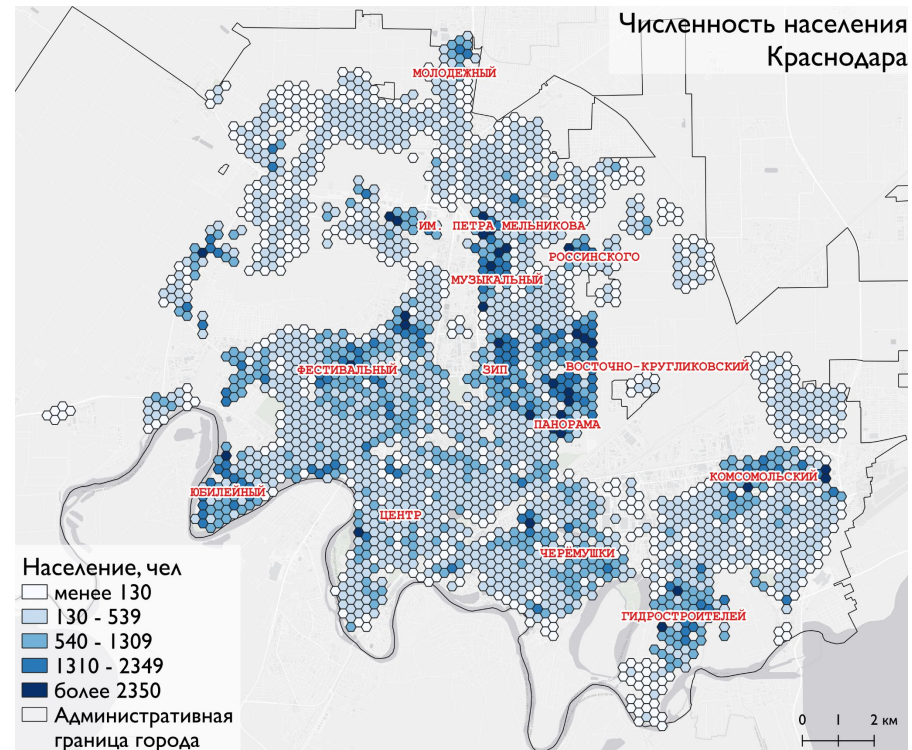 Численность населения
Краснодара
МОЛОДЕЖНЫЙ
ИМ. ПЕТРА МЕЛЬНИКОВА
РОССИНСКОГО
МУЗЫКАЛЬНЫЙ
ФЕСТИВАЛЬНЫЙ
ЗИП
ВОСТОЧНО-КРУГЛИКОВСКИЙ
ПАНОРАМА
КОМСОМОЛЬСКИЙ
ЮБИЛЕЙНЫЙ
ЦЕНТР
ЧЕРЁМУШКИ
ГИДРОСТРОИТЕЛЕЙ
Население, чел
менее 130
130 - 539
540 - 1309
1310 - 2349
более 2350
Административная
граница города
0 1 2 км